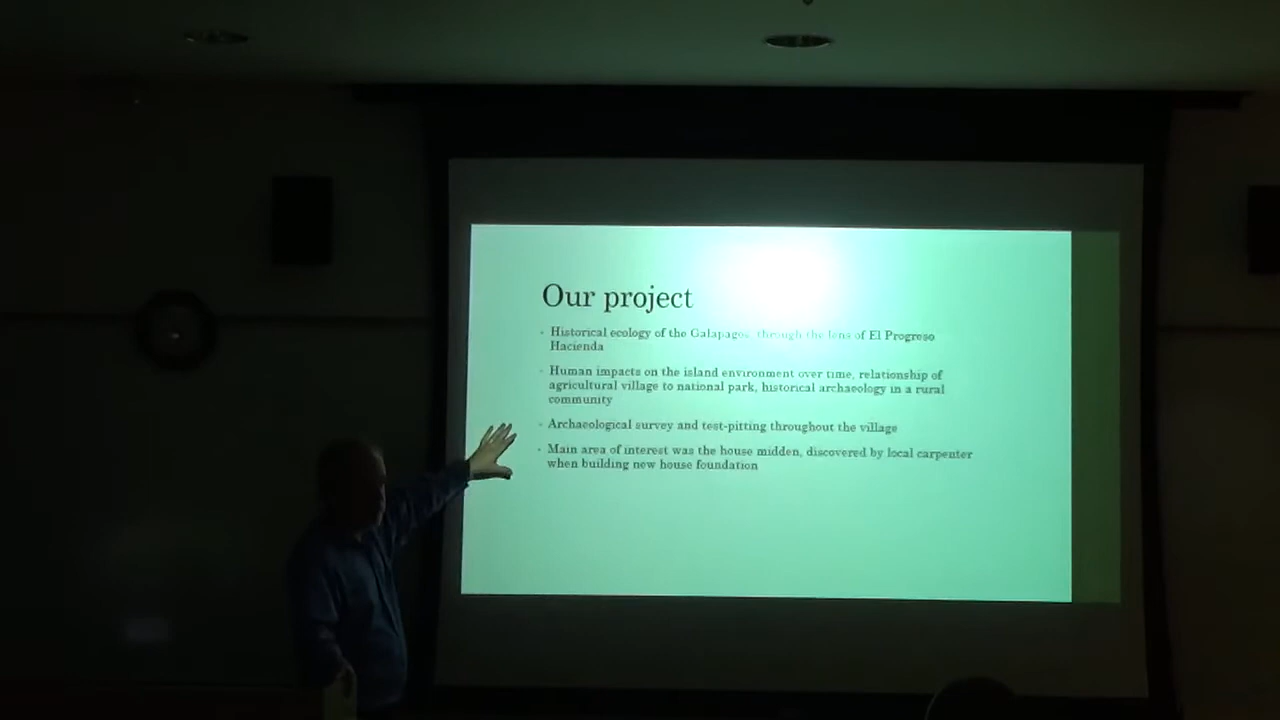 Our project
Historical ecology of the Galapagos, through the lens of El Progreso
Hacienda
Human impacts on the island environment over time, relationship of
agricultural village to national park, historical archaeology in a rural
community
Archaeological survey and test-pitting throughout the village
Main area of interest was the house midden, discovered by local carpenter
when building new house foundation